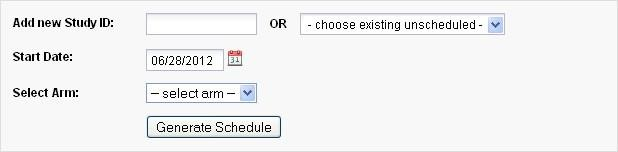 Add new Study ID: OR - choose existing unscheduled -
Start Date: 06/28/2012 31
Select Arm: -- select arm --
Generate Schedule